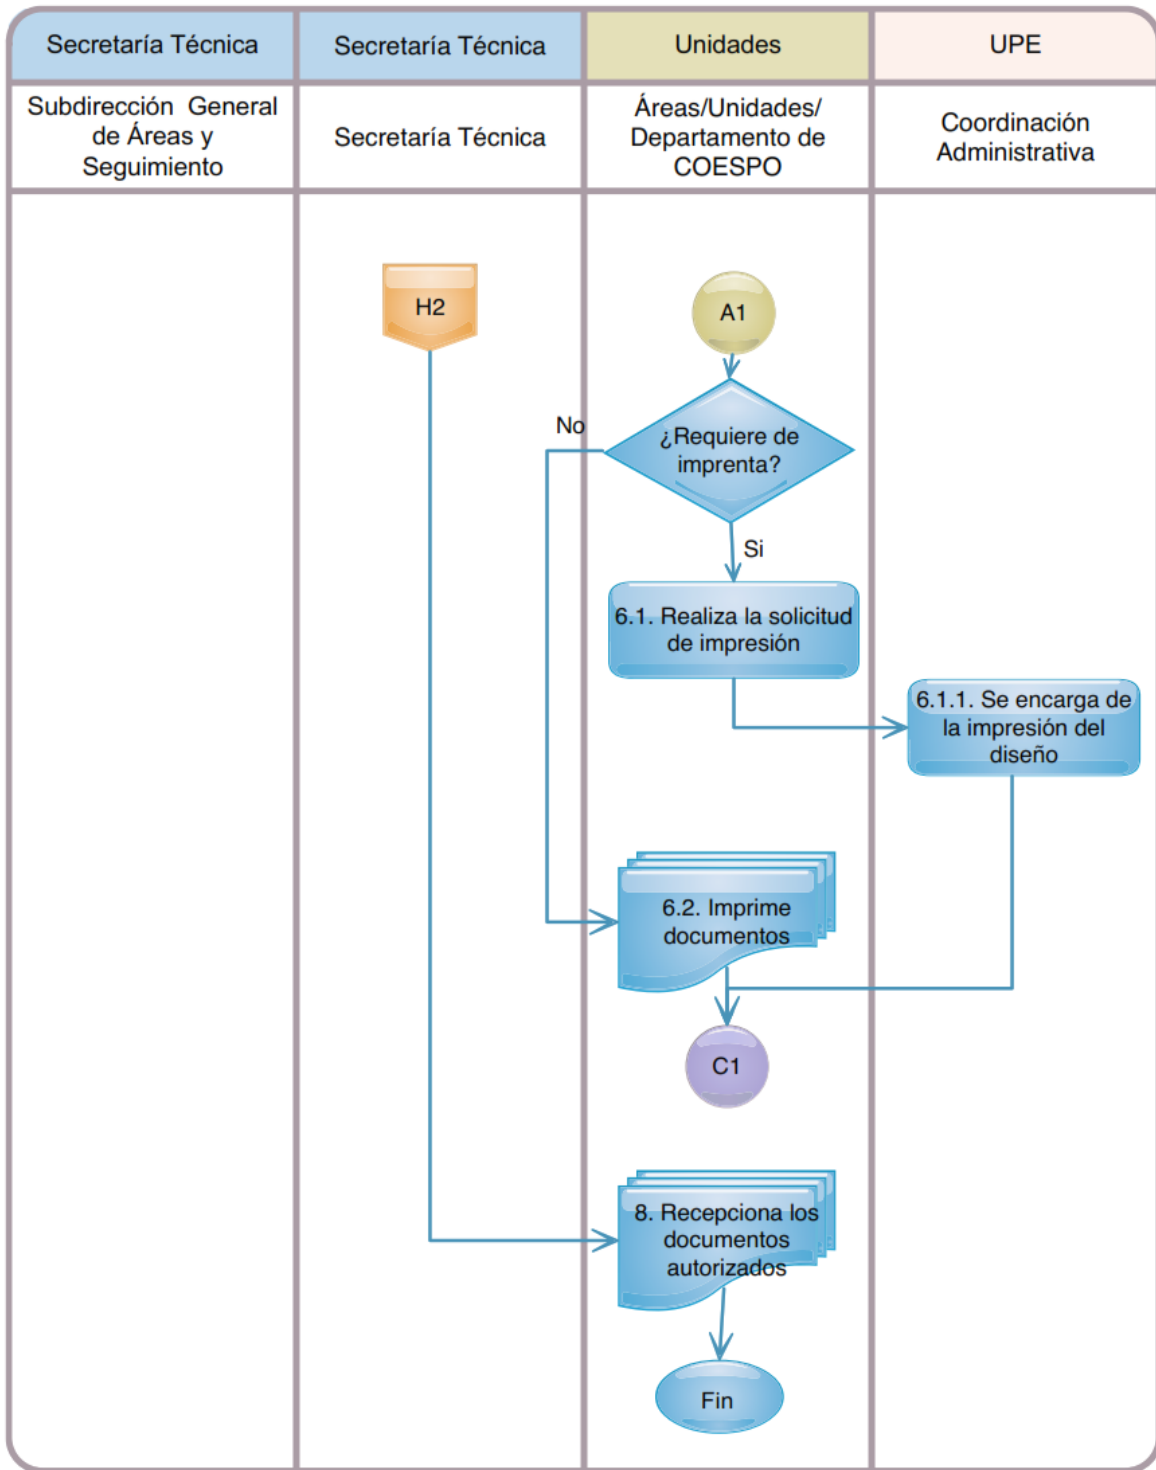 Secretaría Técnica
Secretaría Técnica
Unidades
UPE
Subdirección General
de Áreas y
Seguimiento
Secretaría Técnica
Áreas/Unidades/
Departamento de
COESPO
Coordinación
Administrativa
H2
A1
No
¿Requiere de
imprenta?
Si
6.1. Realiza la solicitud
de impresión
6.1.1. Se encarga de
la impresión del
diseño
6.2. Imprime
documentos
C1
8. Recepciona los
documentos
autorizados
Fin